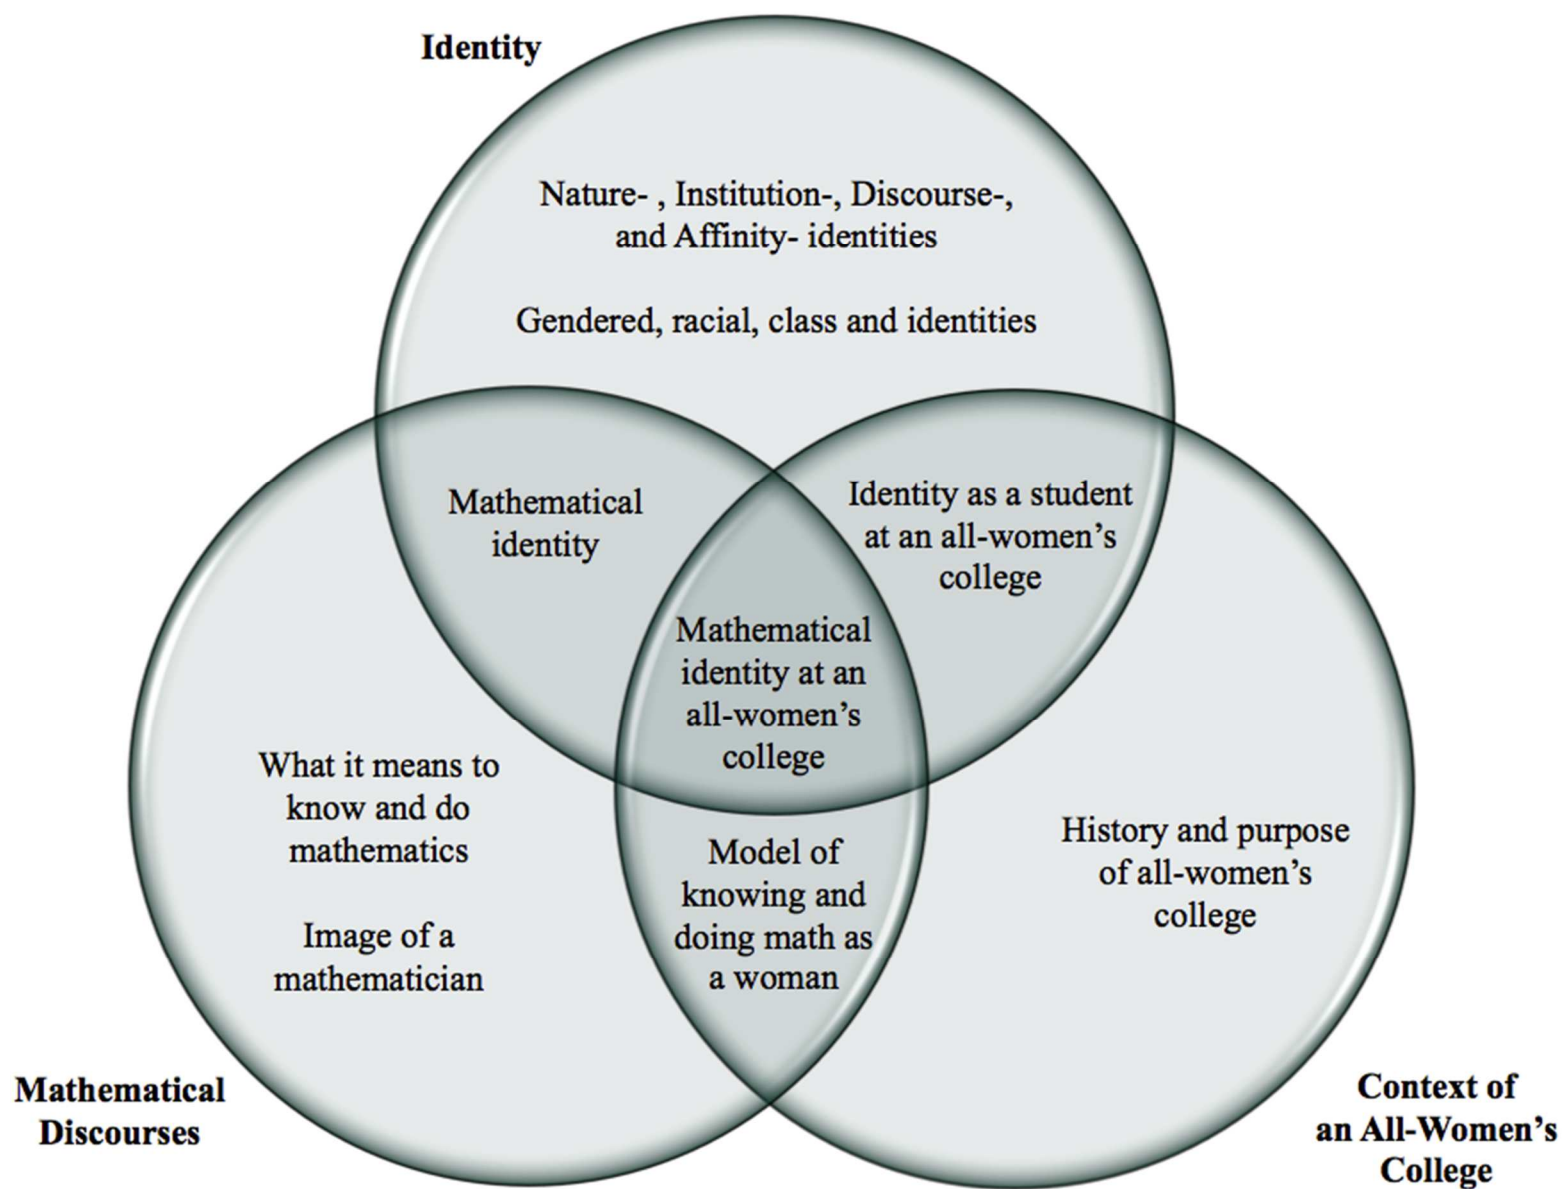 Identity
Nature- , Institution-, Discourse-,
and Affinity- identities
Gendered, racial, class and identities
Mathematical
identity
Identity as a student
at an all-women’s
college
Mathematical
identity at an
all-women’s
college
What it means to
know and do
mathematics
Image of a
mathematician
Model of
knowing and
doing math as
a woman
History and purpose
of all-women’s
college
Mathematical
Discourses
Context of
an All-Women’s
College